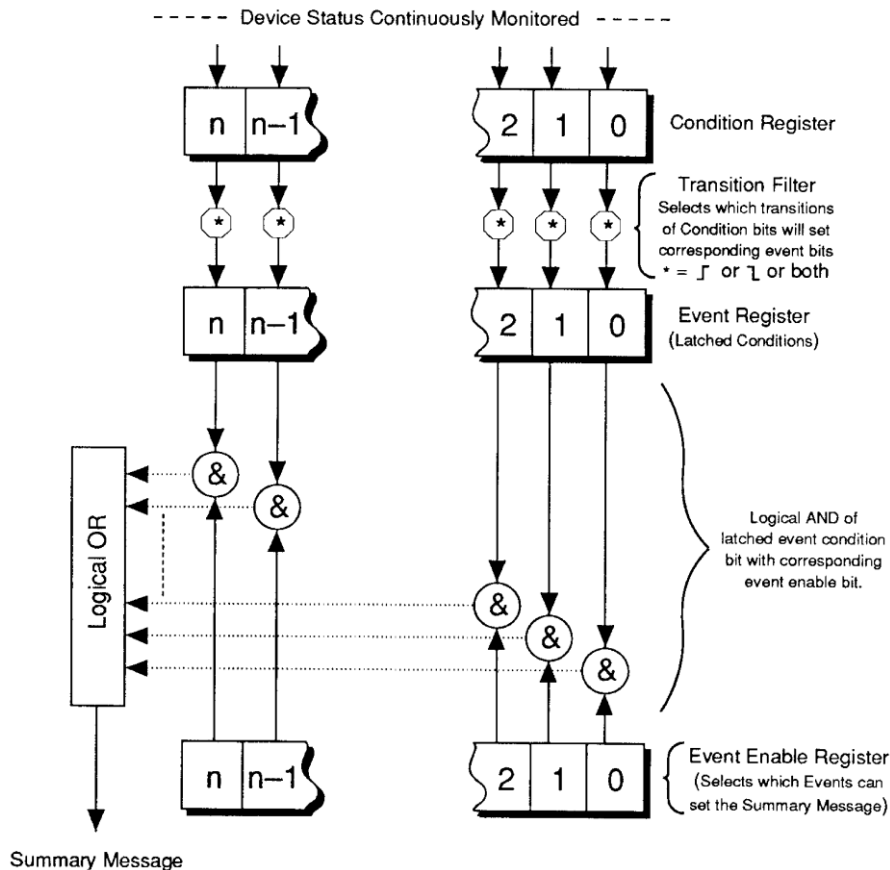 Device Status Continuously Monitored
n n−1 2 1 0
Condition Register
Transition Filter
Selects which transitions
of Condition bits will set
corresponding event bits
* = ʃ or ʅ or both
* * * * *
n n−1 2 1 0
Event Register
(Latched Conditions)
& &
Logical OR
Logical AND of
latched event condition
bit with corresponding
event enable bit.
& & &
n n−1 2 1 0
Event Enable Register
(Selects which Events can
set the Summary Message)
Summary Message